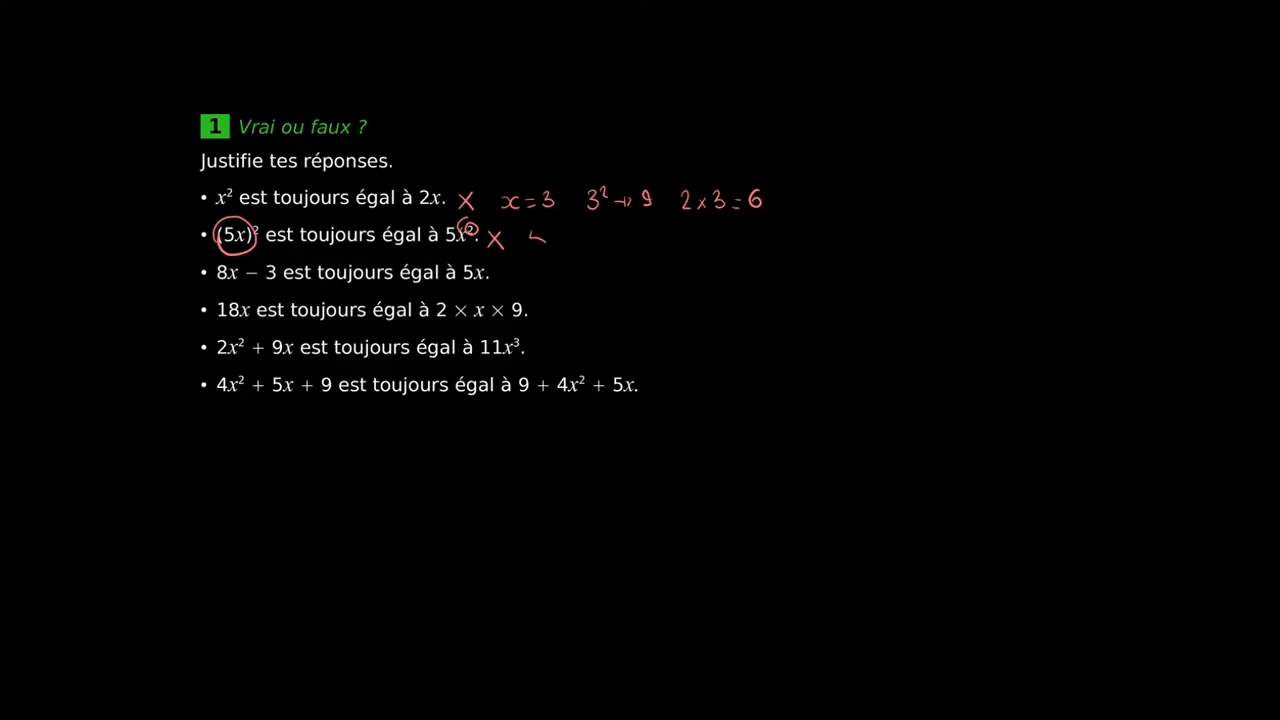 1 Vrai ou faux ?
Justifie tes réponses.
• x² est toujours égal à 2x. X x = 3 3² → 9 2 × 3 = 6
• (5x)² est toujours égal à 5x². X
• 8x − 3 est toujours égal à 5x.
• 18x est toujours égal à 2 × x × 9.
• 2x² + 9x est toujours égal à 11x³.
• 4x² + 5x + 9 est toujours égal à 9 + 4x² + 5x.